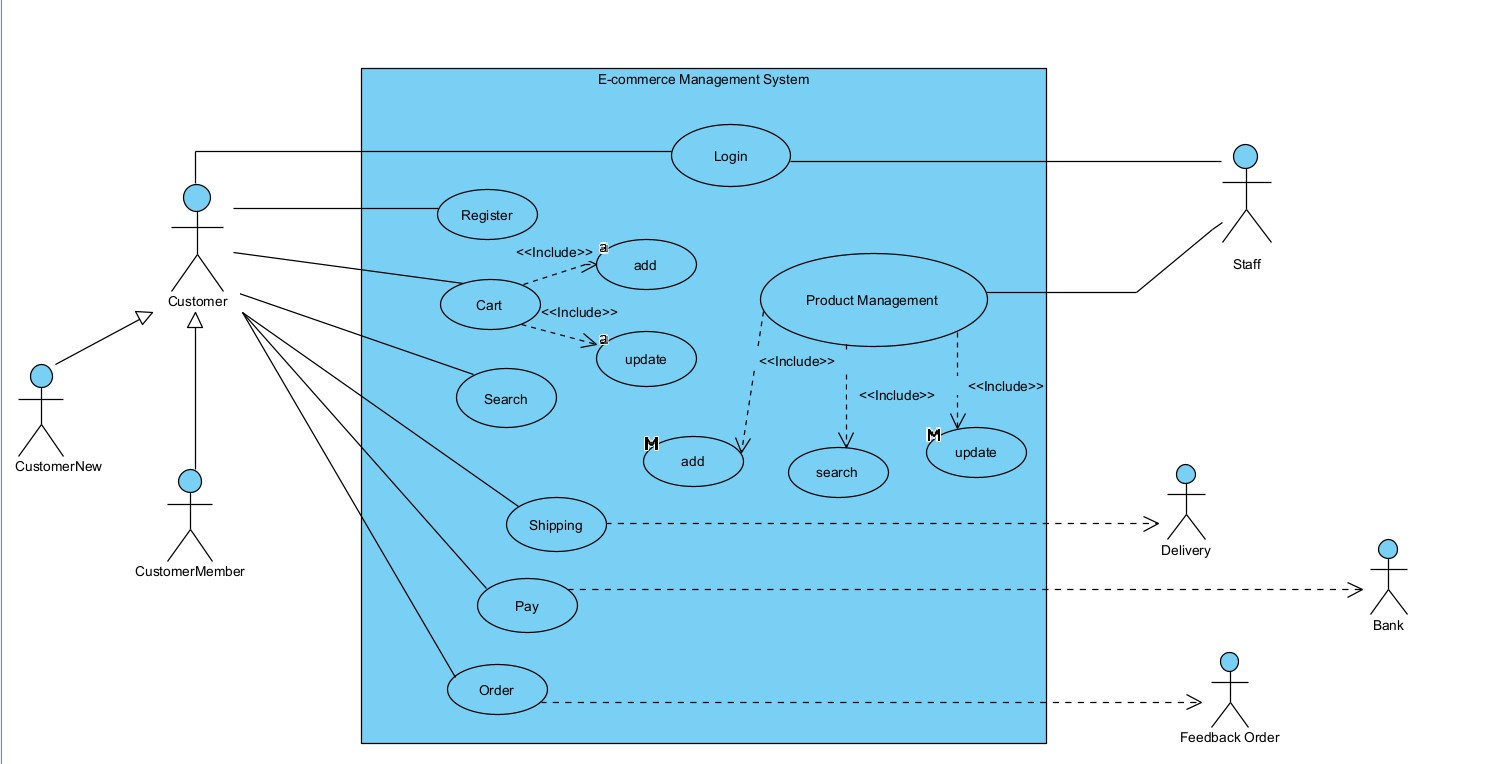 E-commerce Management System
Login
Register
Staff
<<Include>>
a
add
Customer
Cart
Product Management
<<Include>>
a
update
<<Include>>
<<Include>>
<<Include>>
Search
CustomerNew
M
add
search
M
update
Shipping
Delivery
CustomerMember
Pay
Bank
Order
Feedback Order